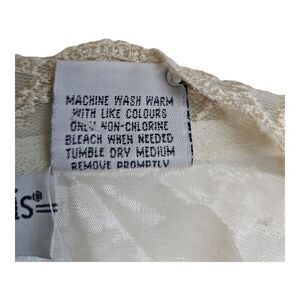 MACHINE WASH WARM
WITH LIKE COLOURS
ONLY NON-CHLORINE
BLEACH WHEN NEEDED
TUMBLE DRY MEDIUM
REMOVE PROMPTLY